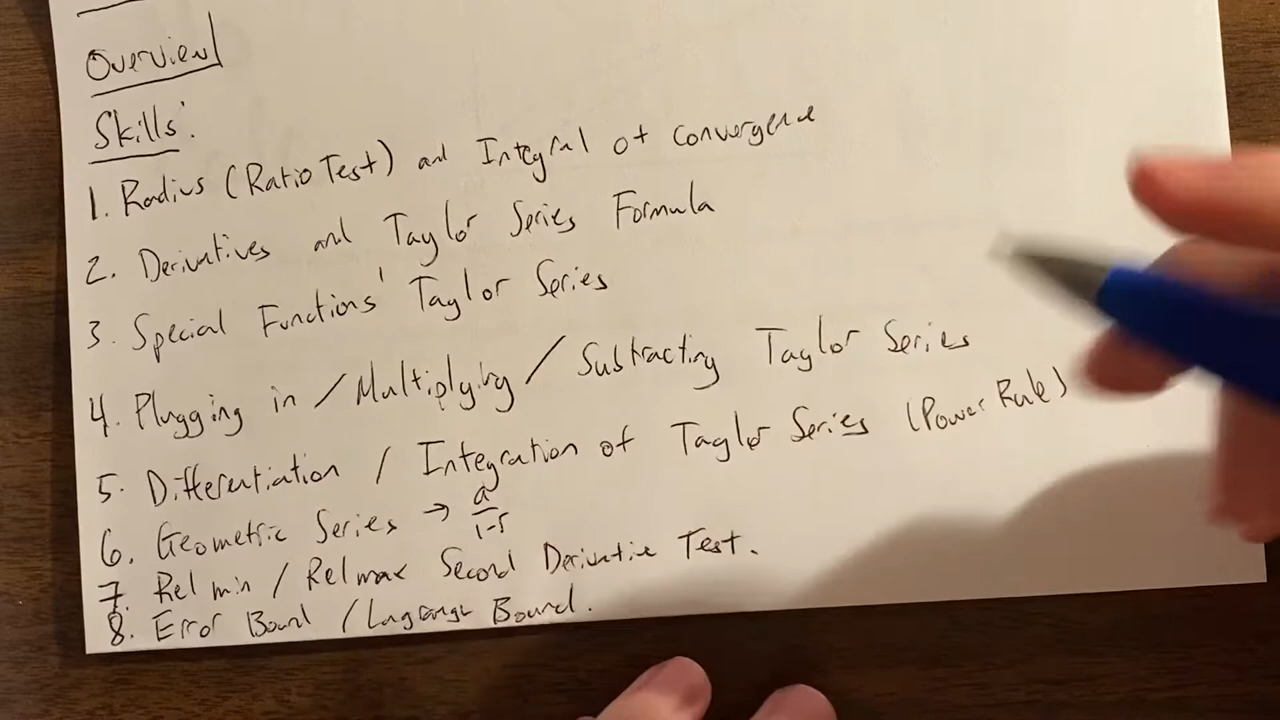 Overview
Skills:
1. Radius (Ratio Test) and Integral of Convergence
2. Derivatives and Taylor Series Formula
3. Special Functions' Taylor Series
4. Plugging in / Multiplying / Subtracting Taylor Series
5. Differentiation / Integration of Taylor Series (Power Rule)
6. Geometric Series → a/1-r
7. Rel min / Rel max Second Derivative Test.
8. Error Bound / Lagrange Bound.